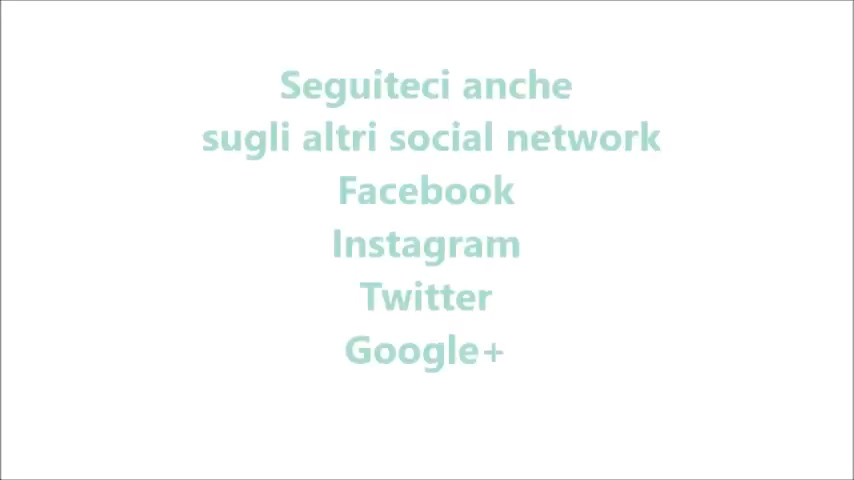 Seguiteci anche
sugli altri social network
Facebook
Instagram
Twitter
Google+